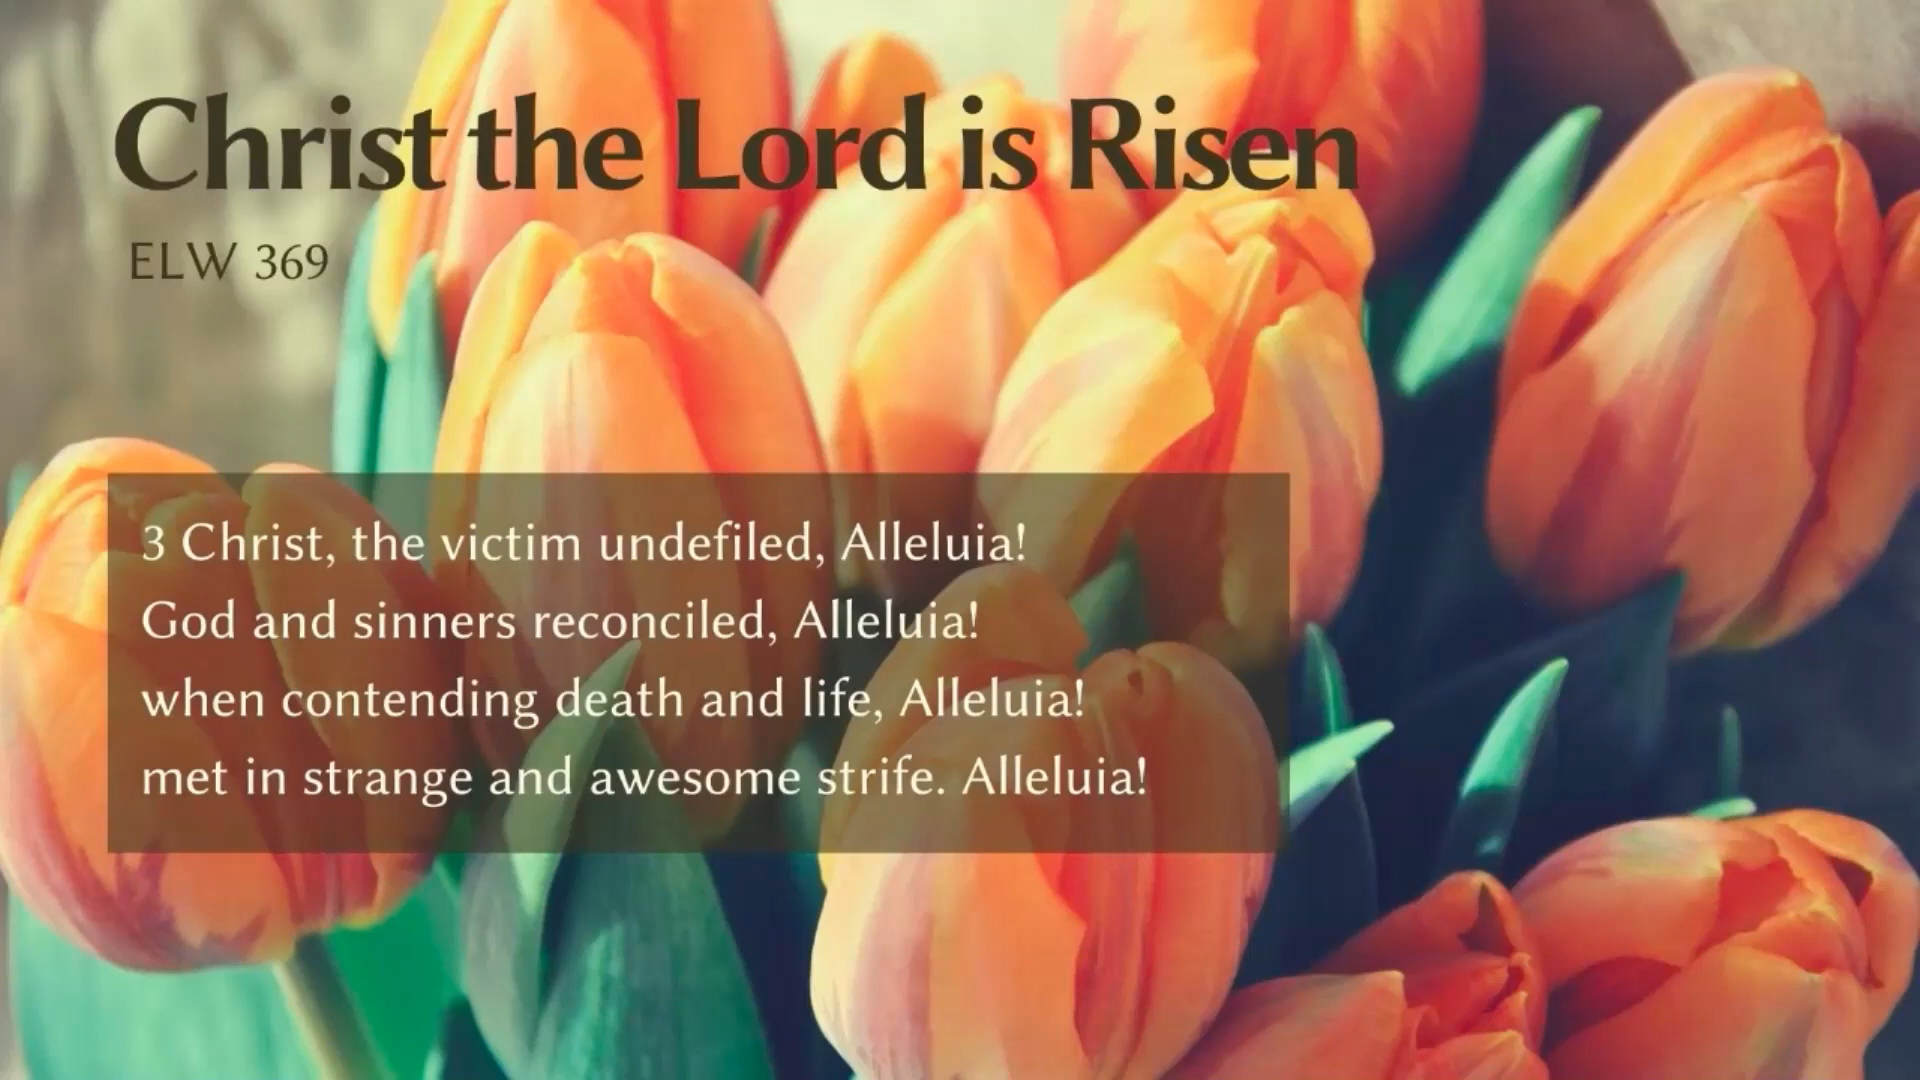 Christ the Lord is Risen
ELW 369
3 Christ, the victim undefiled, Alleluia!
God and sinners reconciled, Alleluia!
when contending death and life, Alleluia!
met in strange and awesome strife. Alleluia!